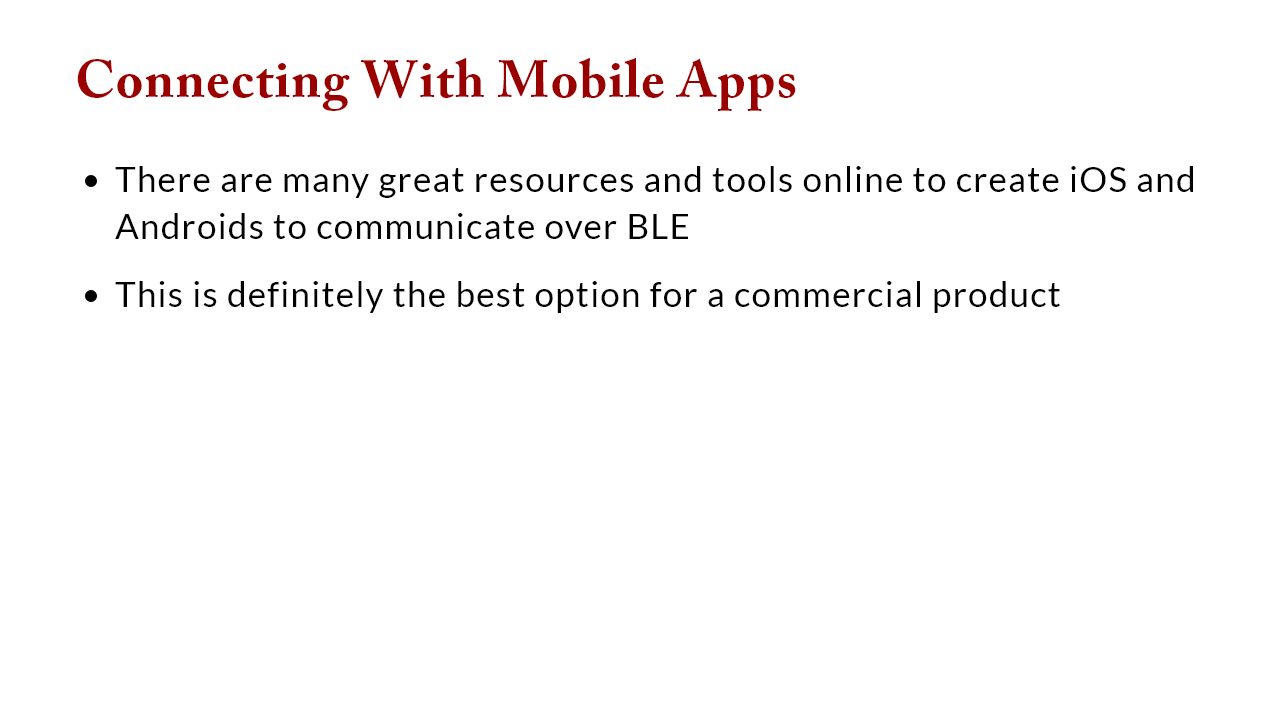 Connecting With Mobile Apps
• There are many great resources and tools online to create iOS and
Androids to communicate over BLE
• This is definitely the best option for a commercial product